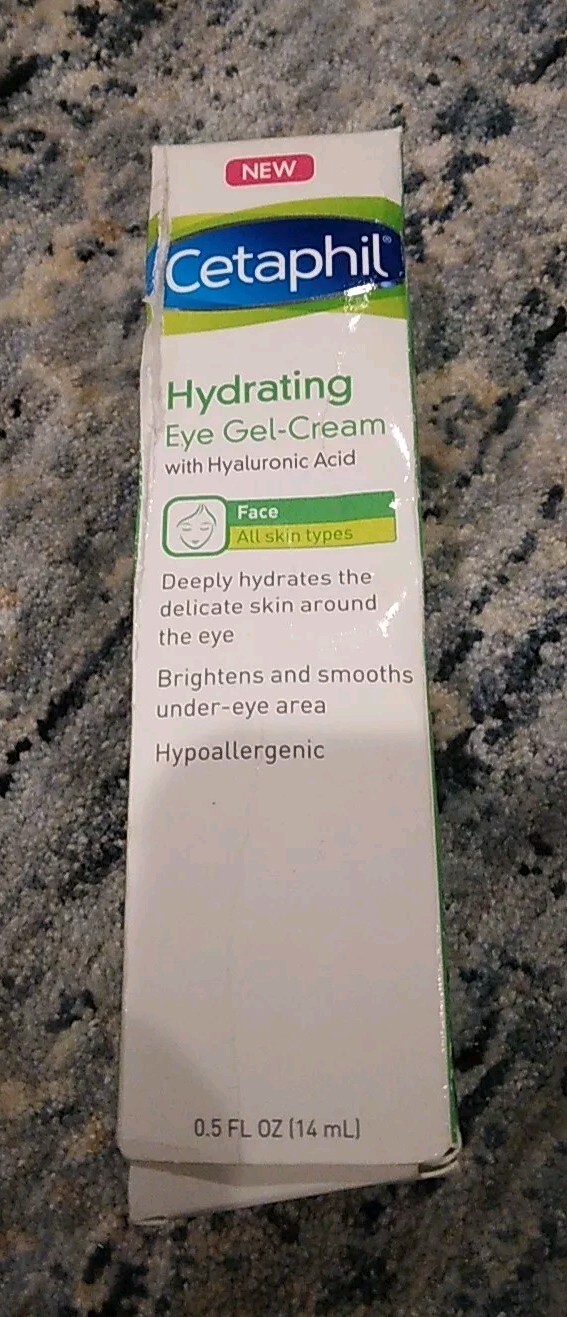 NEW
Cetaphil®
Hydrating
Eye Gel-Cream
with Hyaluronic Acid
Face
All skin types
Deeply hydrates the
delicate skin around
the eye
Brightens and smooths
under-eye area
Hypoallergenic
0.5 FL OZ (14 mL)